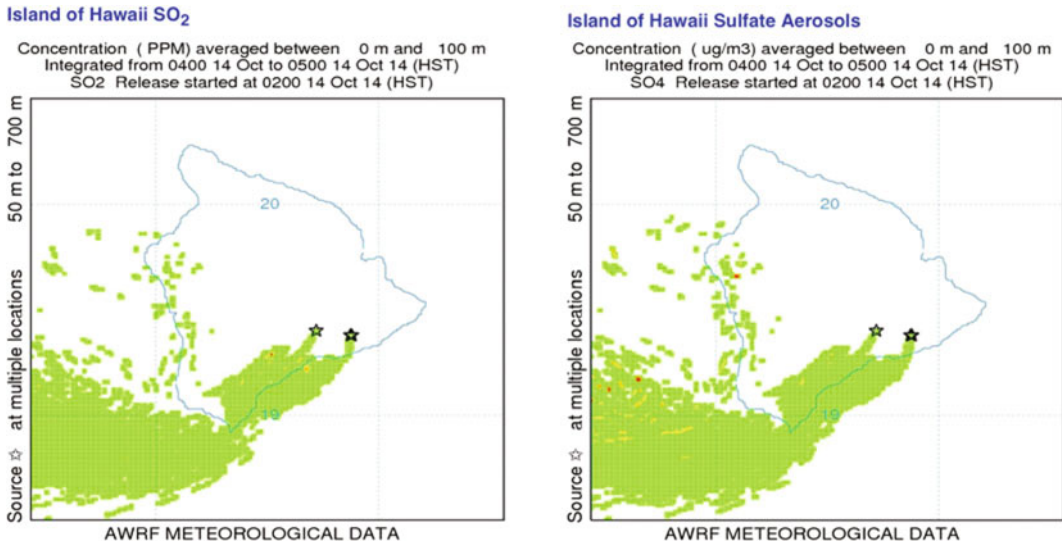 Island of Hawaii SO2
Concentration ( PPM) averaged between 0 m and 100 m
Integrated from 0400 14 Oct to 0500 14 Oct 14 (HST)
SO2 Release started at 0200 14 Oct 14 (HST)
Source ☆ at multiple locations 50 m to 700 m
20
19
AWRF METEOROLOGICAL DATA
Island of Hawaii Sulfate Aerosols
Concentration ( ug/m3) averaged between 0 m and 100 m
Integrated from 0400 14 Oct to 0500 14 Oct 14 (HST)
SO4 Release started at 0200 14 Oct 14 (HST)
Source ☆ at multiple locations 50 m to 700 m
20
19
AWRF METEOROLOGICAL DATA